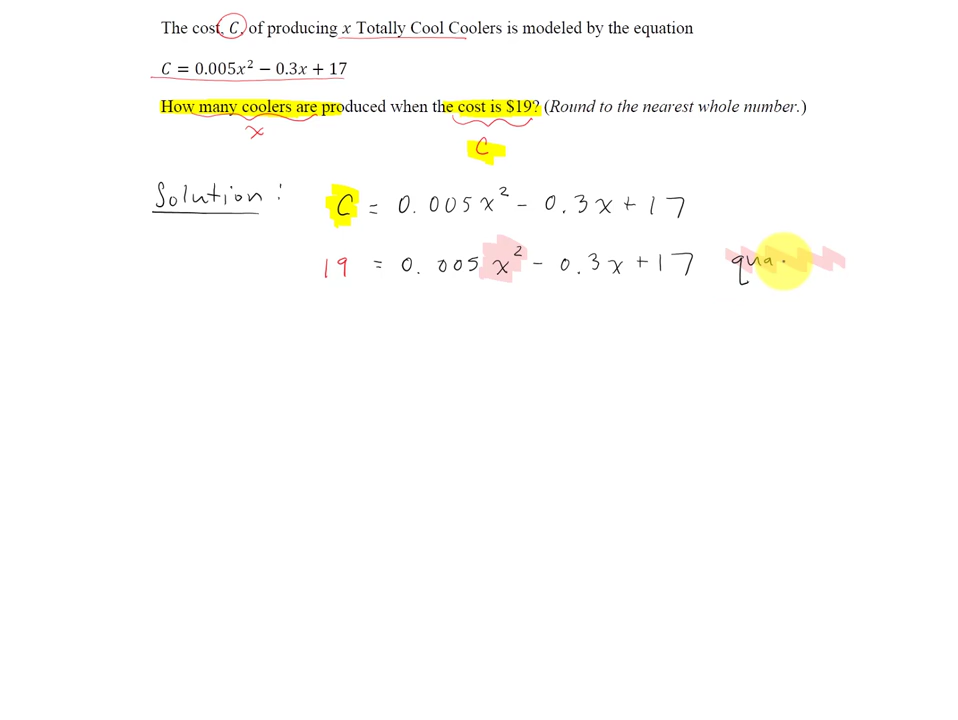 The cost, C, of producing x Totally Cool Coolers is modeled by the equation
C = 0.005x² − 0.3x + 17
How many coolers are produced when the cost is $19? (Round to the nearest whole number.)
x
C
Solution :
C = 0.005x² - 0.3x + 17
19 = 0.005x² - 0.3x + 17 qua